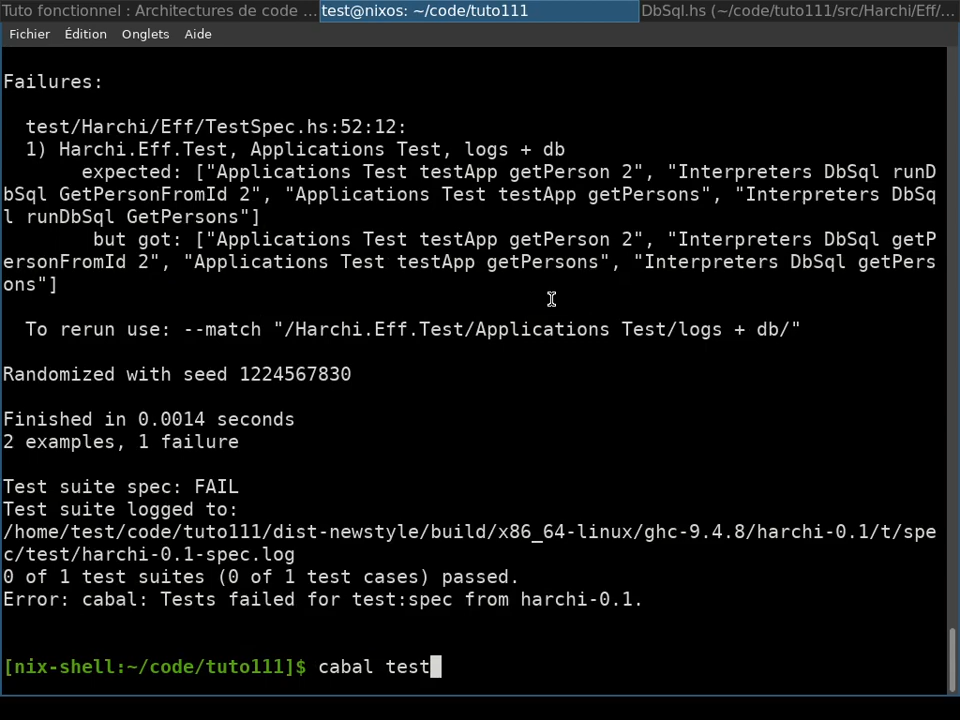 Tuto fonctionnel : Architectures de code ...
test@nixos: ~/code/tuto111
DbSql.hs (~/code/tuto111/src/Harchi/Eff/...
Fichier Édition Onglets Aide
Failures:
test/Harchi/Eff/TestSpec.hs:52:12:
1) Harchi.Eff.Test, Applications Test, logs + db
expected: ["Applications Test testApp getPerson 2", "Interpreters DbSql runD
bSql GetPersonFromId 2", "Applications Test testApp getPersons", "Interpreters DbSq
l runDbSql GetPersons"]
but got: ["Applications Test testApp getPerson 2", "Interpreters DbSql getP
ersonFromId 2", "Applications Test testApp getPersons", "Interpreters DbSql getPers
ons"]
To rerun use: --match "/Harchi.Eff.Test/Applications Test/logs + db/"
Randomized with seed 1224567830
Finished in 0.0014 seconds
2 examples, 1 failure
Test suite spec: FAIL
Test suite logged to:
/home/test/code/tuto111/dist-newstyle/build/x86_64-linux/ghc-9.4.8/harchi-0.1/t/spe
c/test/harchi-0.1-spec.log
0 of 1 test suites (0 of 1 test cases) passed.
Error: cabal: Tests failed for test:spec from harchi-0.1.
[nix-shell:~/code/tuto111]$ cabal test